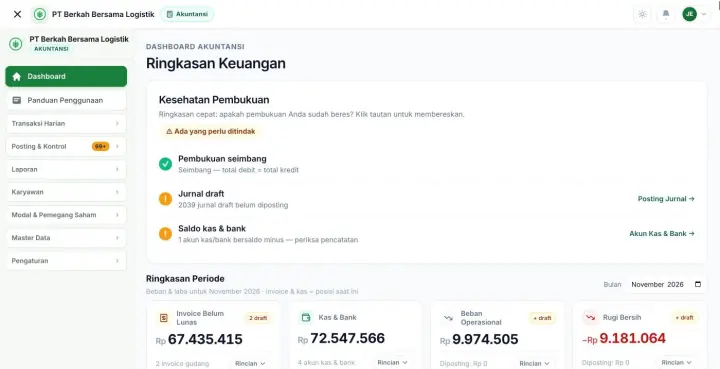 PT Berkah Bersama Logistik
Akuntansi
JE
PT Berkah Bersama Logistik
AKUNTANSI
Dashboard
Panduan Penggunaan
Transaksi Harian
Posting & Kontrol 99+
Laporan
Karyawan
Modal & Pemegang Saham
Master Data
Pengaturan
DASHBOARD AKUNTANSI
Ringkasan Keuangan
Kesehatan Pembukuan
Ringkasan cepat: apakah pembukuan Anda sudah beres? Klik tautan untuk membereskan.
Ada yang perlu ditindak
Pembukuan seimbang
Seimbang — total debit = total kredit
Jurnal draft
2039 jurnal draft belum diposting
Posting Jurnal →
Saldo kas & bank
1 akun kas/bank bersaldo minus — periksa pencatatan
Akun Kas & Bank →
Ringkasan Periode
Beban & laba untuk November 2026 · invoice & kas = posisi saat ini
Bulan November 2026
Invoice Belum Lunas
2 draft
Rp 67.435.415
2 invoice gudang
Rincian
Kas & Bank
Rp 72.547.566
4 akun kas & bank
Rincian
Beban Operasional
+ draft
Rp 9.974.505
Diposting: Rp 0
Rincian
Rugi Bersih
+ draft
−Rp 9.181.064
Diposting: Rp 0
Rincian